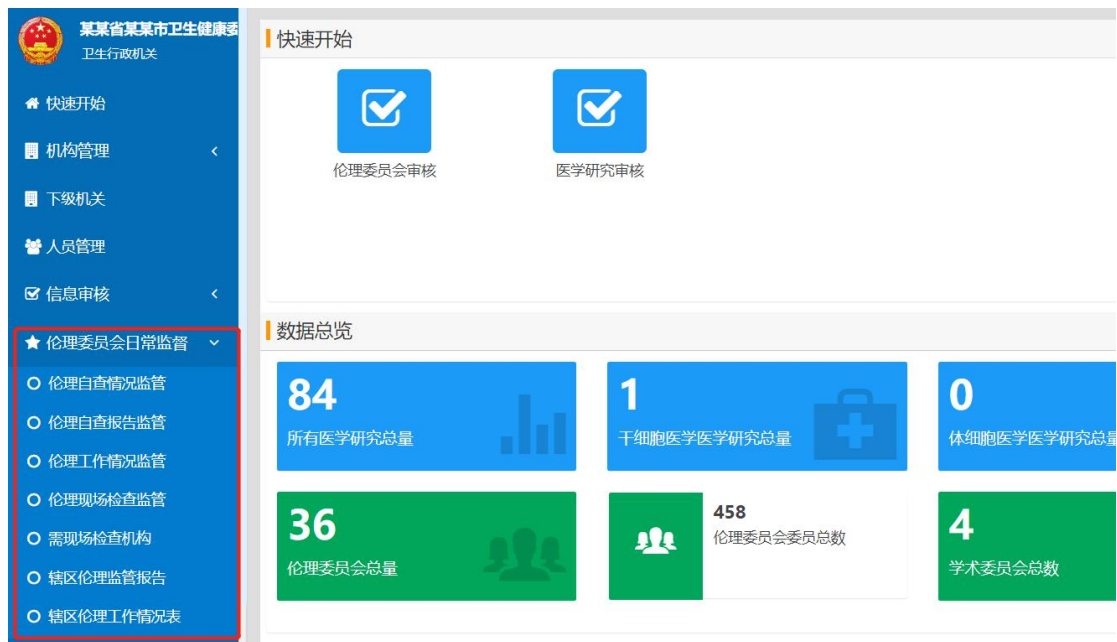 某某省某某市卫生健康委
卫生行政机关
快速开始
机构管理
下级机关
人员管理
信息审核
伦理委员会日常监督
伦理自查情况监管
伦理自查报告监管
伦理工作情况监管
伦理现场检查监管
需现场检查机构
辖区伦理监管报告
辖区伦理工作情况表
快速开始
伦理委员会审核
医学研究审核
数据总览
84
所有医学研究总量
1
干细胞医学医学研究总量
0
体细胞医学医学研究总量
36
伦理委员会总量
458
伦理委员会委员总数
4
学术委员会总数